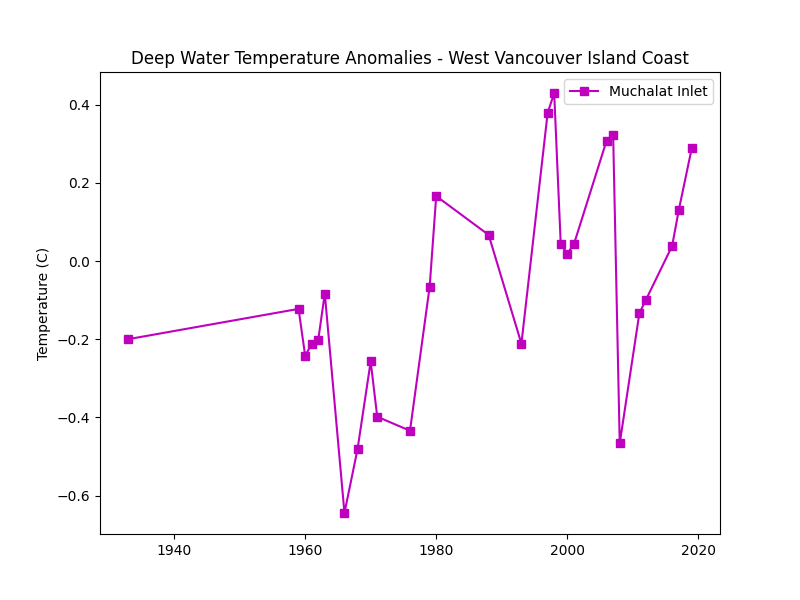 Deep Water Temperature Anomalies - West Vancouver Island Coast
Muchalat Inlet
Temperature (C)
0.4
0.2
0.0
−0.2
−0.4
−0.6
1940 1960 1980 2000 2020